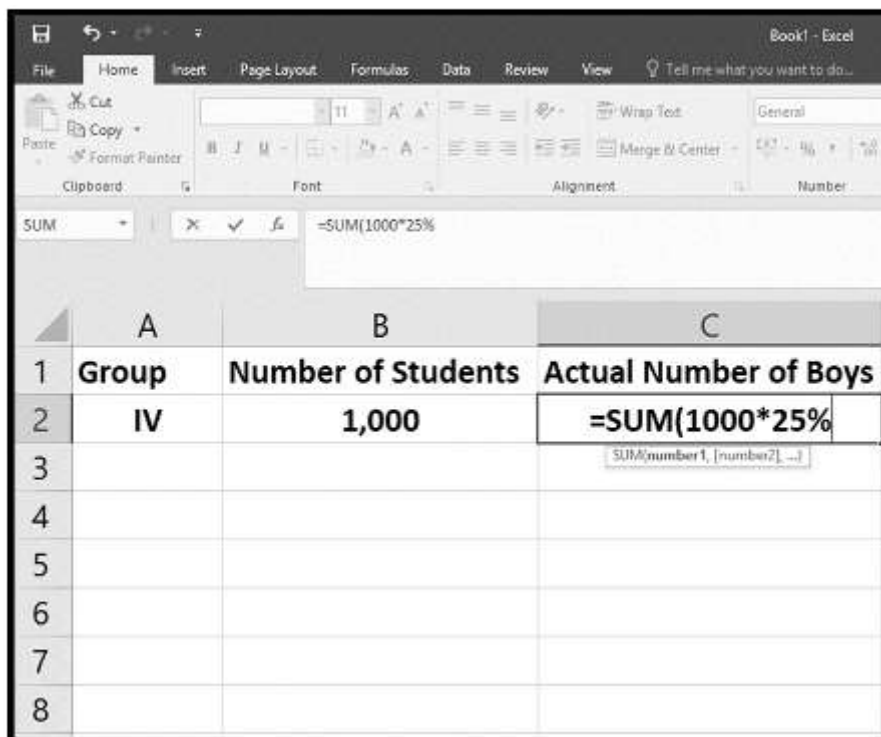 Book1 - Excel
File Home Insert Page Layout Formulas Data Review View Tell me what you want to do...
Cut
Copy
Format Painter
Paste
11 A A
B I U A
Wrap Text
Merge & Center
General
%
Clipboard Font Alignment Number
SUM fx =SUM(1000*25%
A B C
1 Group Number of Students Actual Number of Boys
2 IV 1,000 =SUM(1000*25%
SUM(number1, [number2], ...)
3
4
5
6
7
8